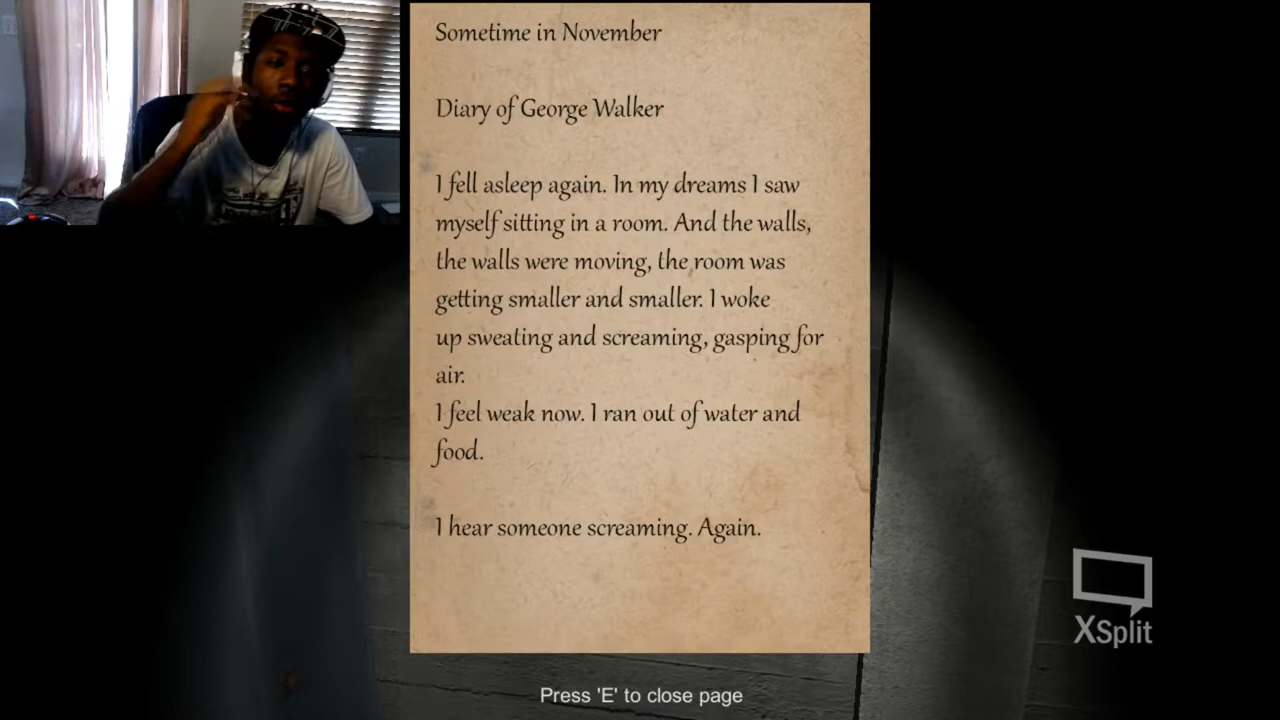 Sometime in November
Diary of George Walker
I fell asleep again. In my dreams I saw
myself sitting in a room. And the walls,
the walls were moving, the room was
getting smaller and smaller. I woke
up sweating and screaming, gasping for
air.
I feel weak now. I ran out of water and
food.
I hear someone screaming. Again.
XSplit
Press 'E' to close page